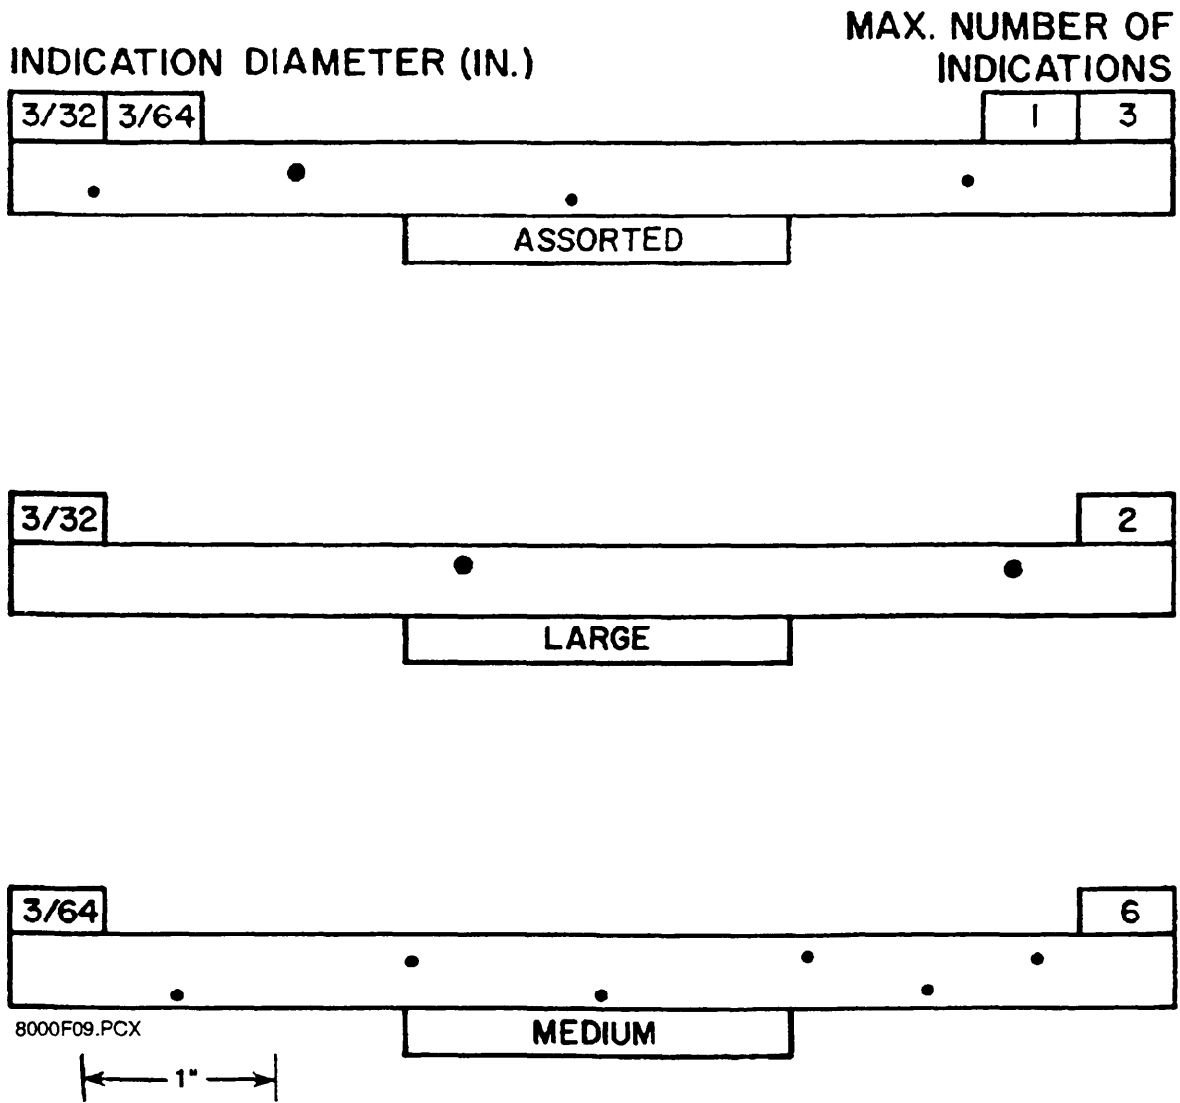 MAX. NUMBER OF
INDICATION DIAMETER (IN.) INDICATIONS
3/32 3/64 1 3
ASSORTED
3/32 2
LARGE
3/64 6
8000F09.PCX
MEDIUM
1"